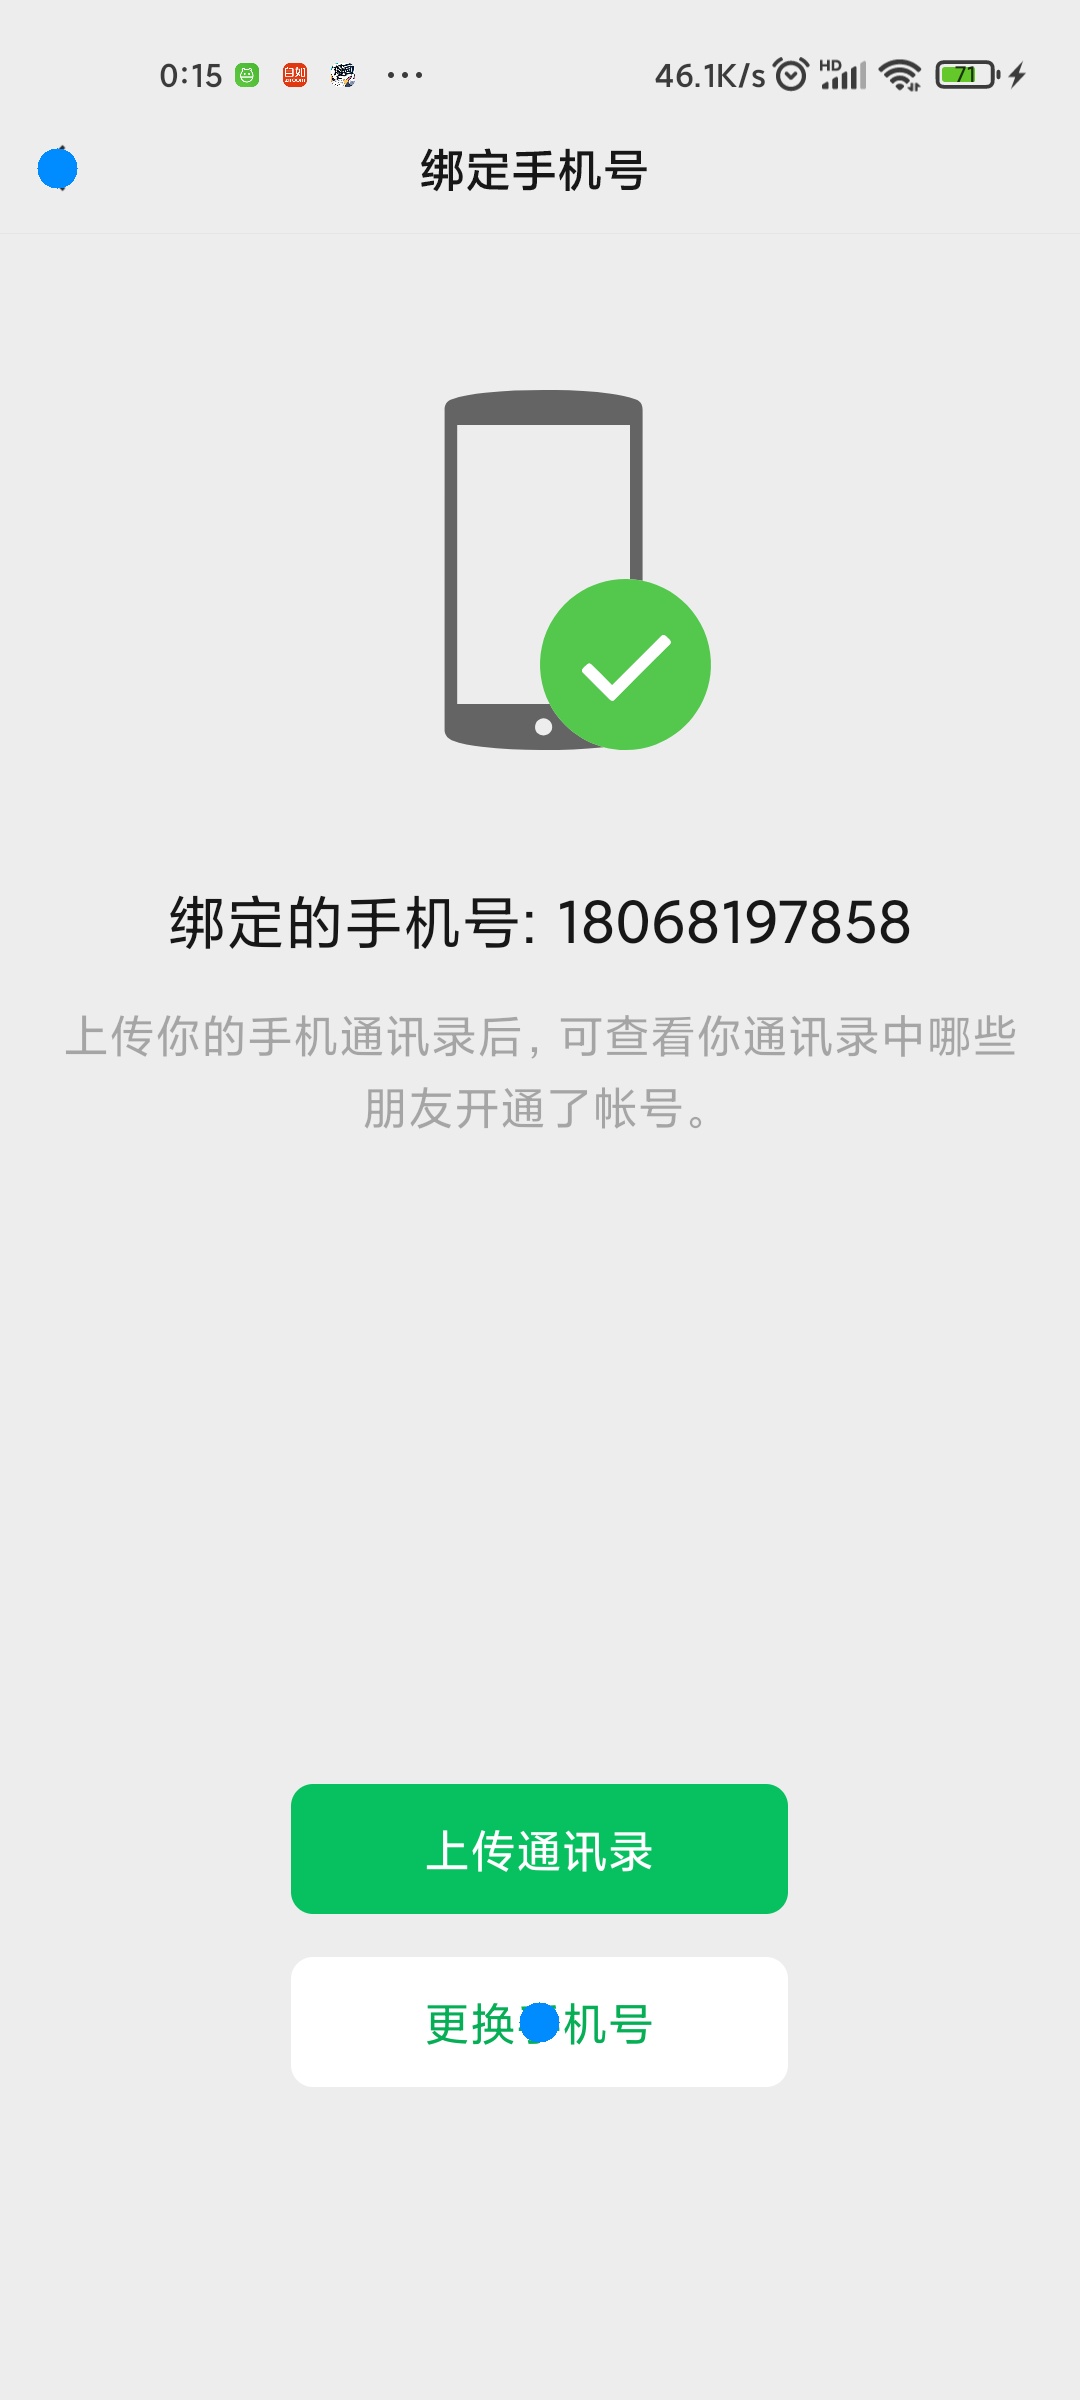 0:15 自如 46.1K/s HD 71
绑定手机号
绑定的手机号: 18068197858
上传你的手机通讯录后，可查看你通讯录中哪些
朋友开通了帐号。
上传通讯录
更换机号